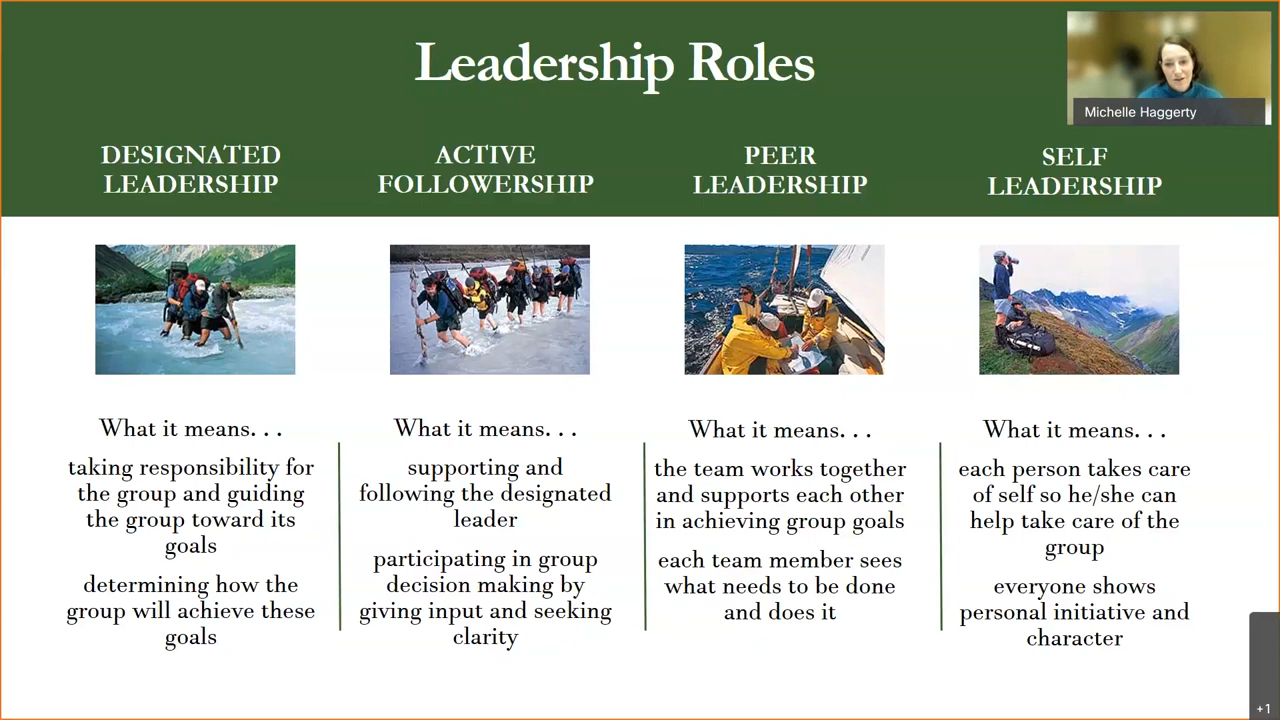 Leadership Roles
Michelle Haggerty
DESIGNATED
LEADERSHIP
ACTIVE
FOLLOWERSHIP
PEER
LEADERSHIP
SELF
LEADERSHIP
What it means. . .
taking responsibility for
the group and guiding
the group toward its
goals
determining how the
group will achieve these
goals
What it means. . .
supporting and
following the designated
leader
participating in group
decision making by
giving input and seeking
clarity
What it means. . .
the team works together
and supports each other
in achieving group goals
each team member sees
what needs to be done
and does it
What it means. . .
each person takes care
of self so he/she can
help take care of the
group
everyone shows
personal initiative and
character
+1